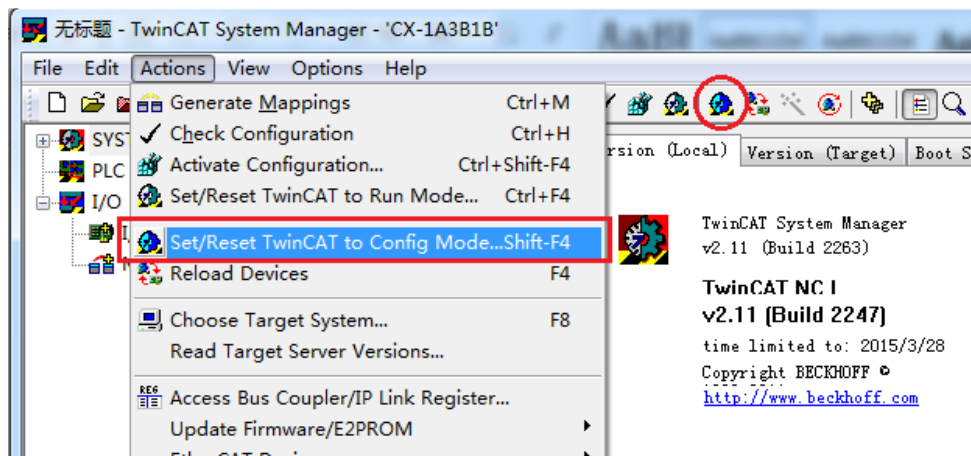 无标题 - TwinCAT System Manager - 'CX-1A3B1B'
File Edit Actions View Options Help
Generate Mappings Ctrl+M
Check Configuration Ctrl+H
Activate Configuration... Ctrl+Shift-F4
Set/Reset TwinCAT to Run Mode... Ctrl+F4
Set/Reset TwinCAT to Config Mode...Shift-F4
Reload Devices F4
Choose Target System... F8
Read Target Server Versions...
REG
Access Bus Coupler/IP Link Register...
Update Firmware/E2PROM
SYST
PLC
I/O
rsion (Local) Version (Target) Boot S
TwinCAT System Manager
v2.11 (Build 2263)
TwinCAT NC I
v2.11 (Build 2247)
time limited to: 2015/3/28
Copyright BECKHOFF ©
http://www.beckhoff.com